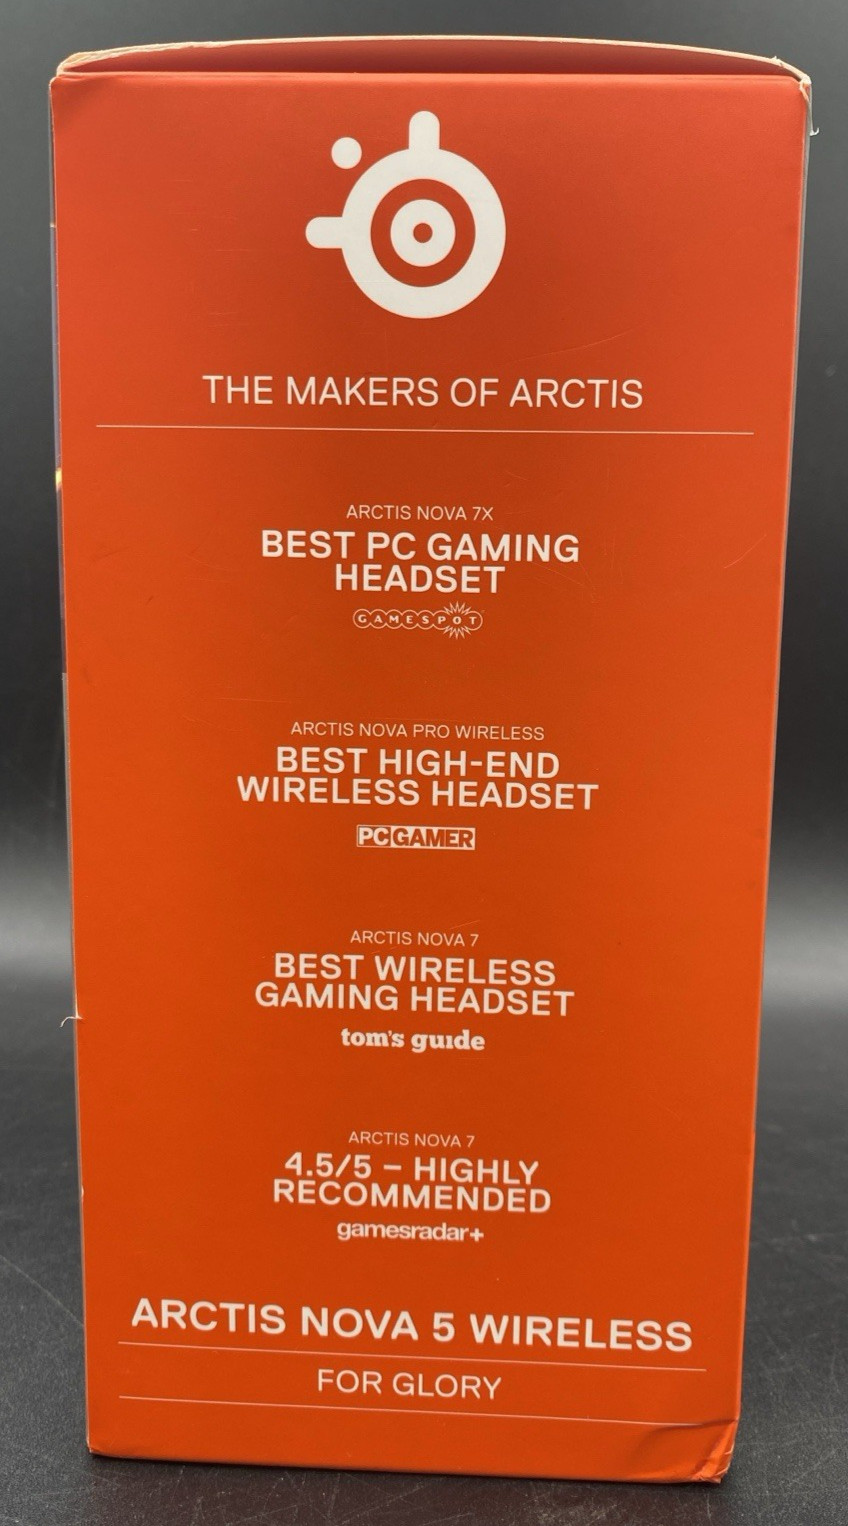 THE MAKERS OF ARCTIS
ARCTIS NOVA 7X
BEST PC GAMING
HEADSET
GAMESPOT
ARCTIS NOVA PRO WIRELESS
BEST HIGH-END
WIRELESS HEADSET
PCGAMER
ARCTIS NOVA 7
BEST WIRELESS
GAMING HEADSET
tom's guide
ARCTIS NOVA 7
4.5/5 – HIGHLY
RECOMMENDED
gamesradar+
ARCTIS NOVA 5 WIRELESS
FOR GLORY